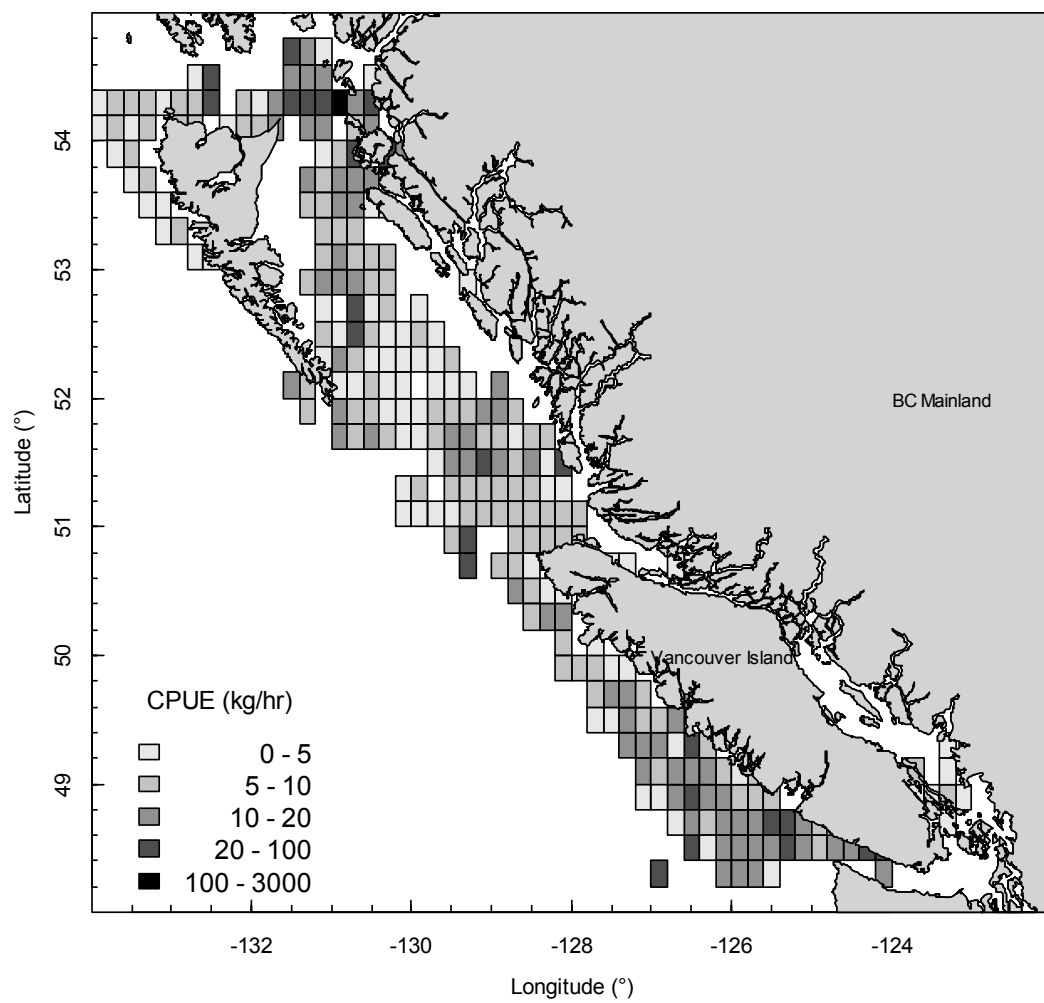 54
53
BC Mainland
52
Latitude (°)
51
50
Vancouver Island
CPUE (kg/hr)
0 - 5
49
5 - 10
10 - 20
20 - 100
100 - 3000
-132
-130
-128
-126
-124
Longitude (°)